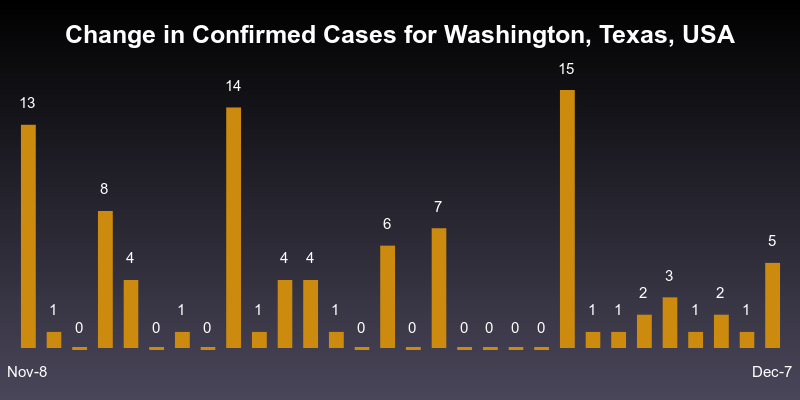 Change in Confirmed Cases for Washington, Texas, USA
13 1 0 8 4 0 1 0 14 1 4 4 1 0 6 0 7 0 0 0 0 15 1 1 2 3 1 2 1 5
Nov-8 Dec-7